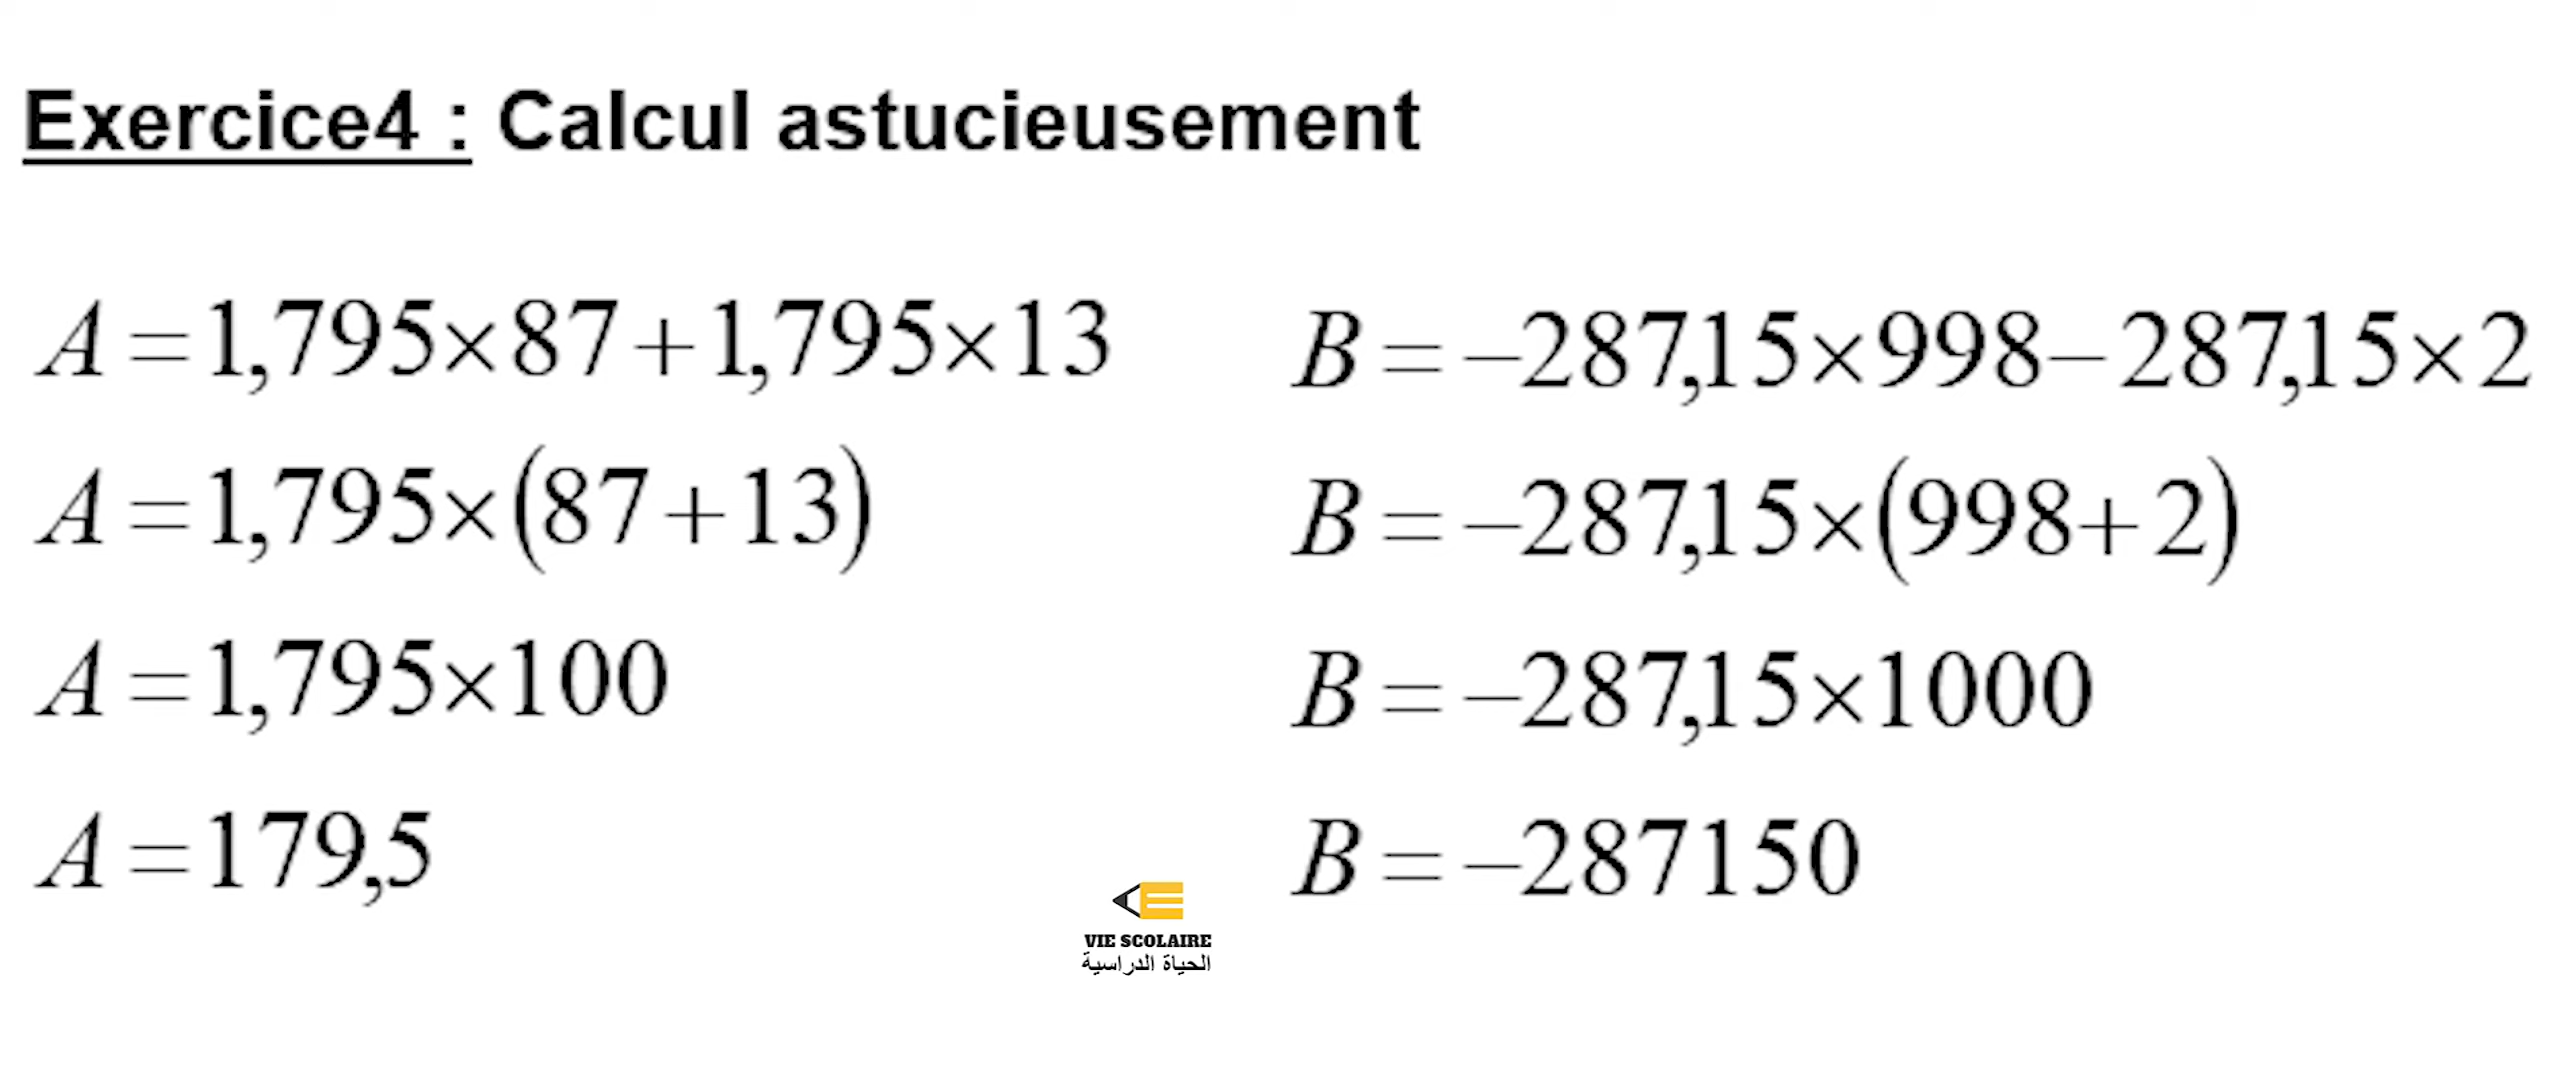 Exercice4 : Calcul astucieusement
A = 1,795×87 + 1,795×13
A = 1,795×(87 + 13)
A = 1,795×100
A = 179,5
B = −287,15×998 − 287,15×2
B = −287,15×(998 + 2)
B = −287,15×1000
B = −287150
VIE SCOLAIRE
الحياة الدراسية